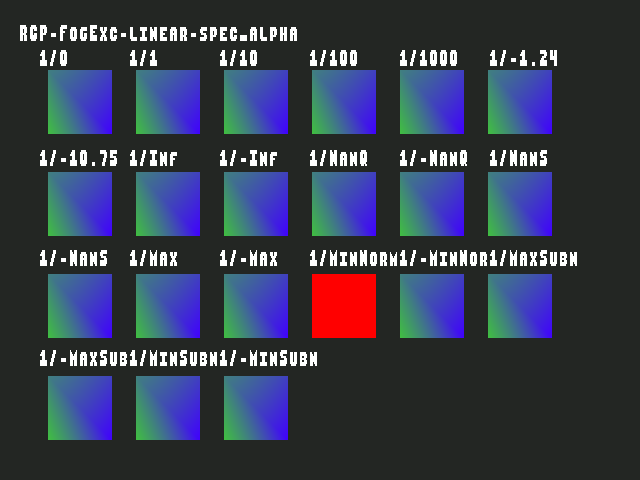 RCP-FogExc-linear-spec_alpha
1/0 1/1 1/10 1/100 1/1000 1/-1.24
1/-10.75 1/Inf 1/-Inf 1/NanQ 1/-NanQ 1/NanS
1/-NanS 1/Max 1/-Max 1/MinNorm1/-MinNor1/MaxSubN
1/-MaxSub1/MinSubN1/-MinSubN